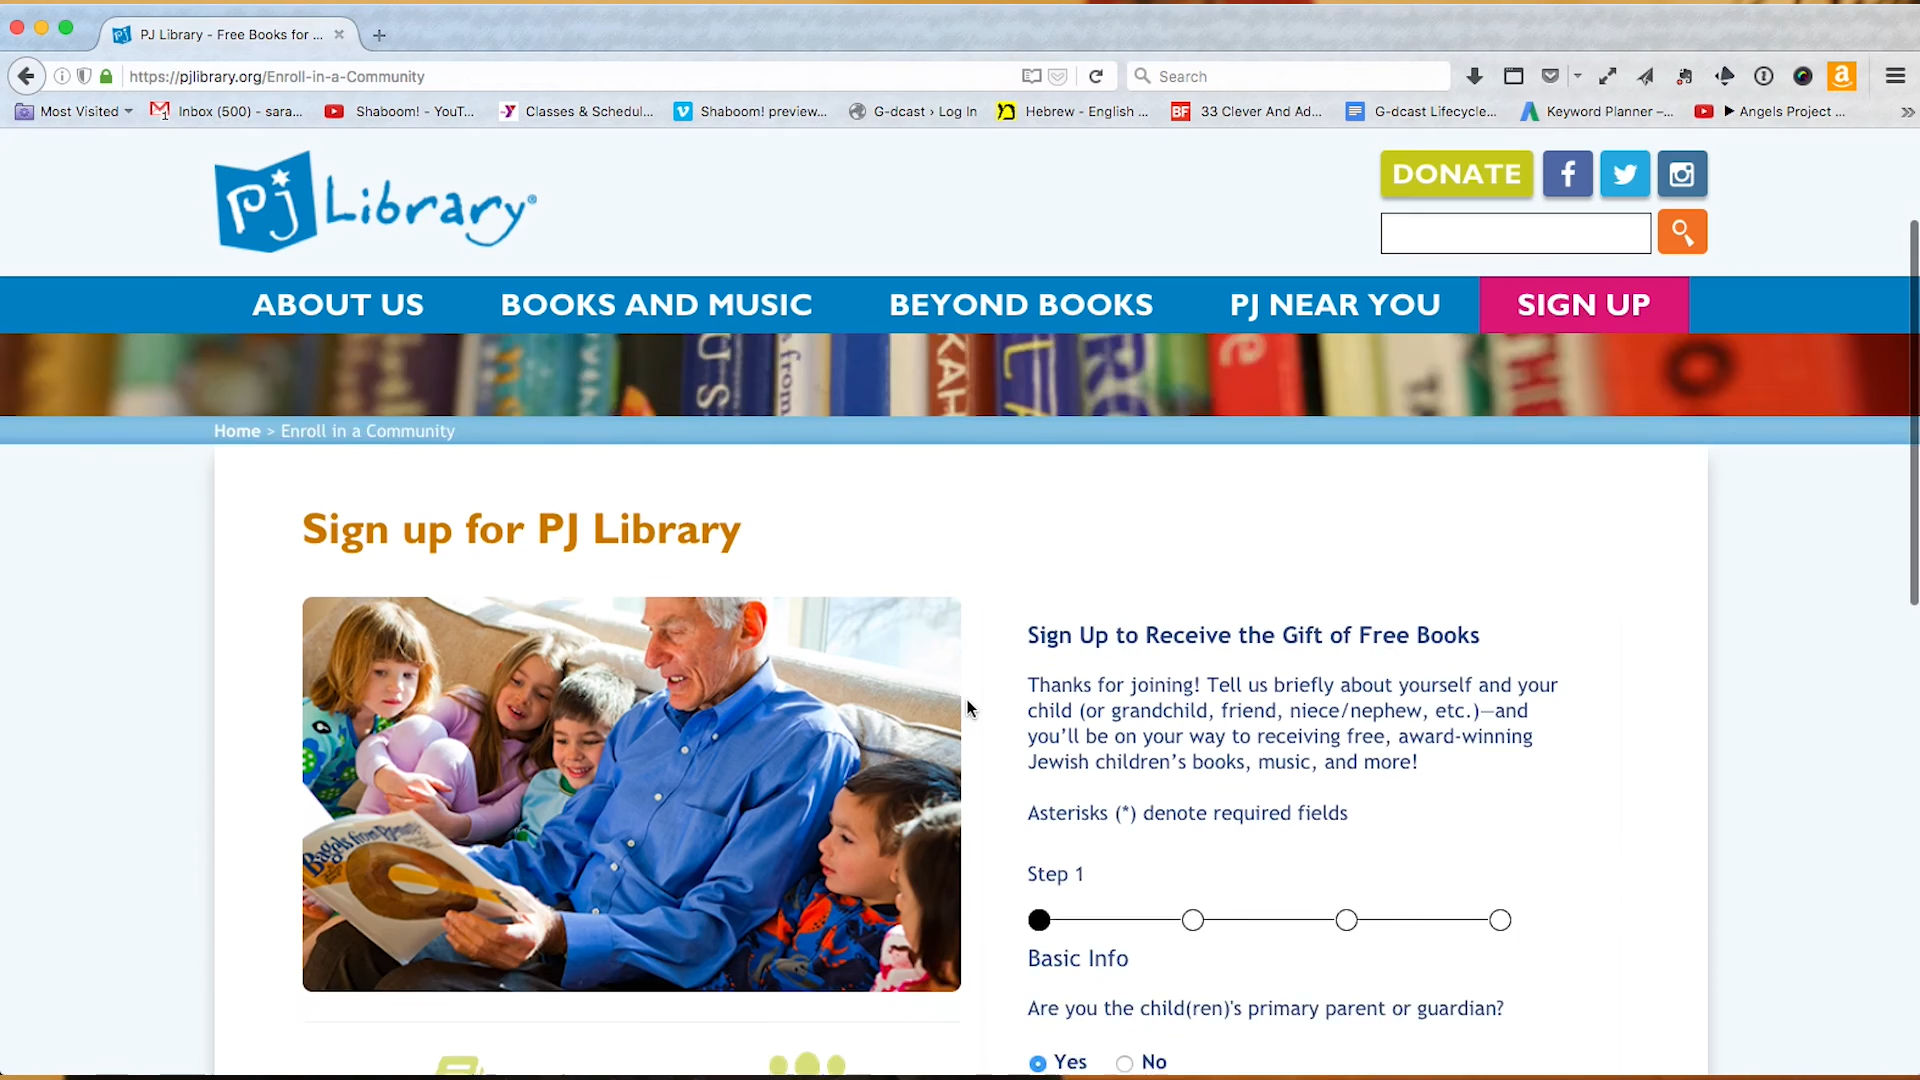 PJ Library - Free Books for ...
https://pjlibrary.org/Enroll-in-a-Community
Search
Most Visited
Inbox (500) - sara...
Shaboom! - YouT...
Classes & Schedul...
Shaboom! preview...
G-dcast › Log In
Hebrew - English ...
BF
33 Clever And Ad...
G-dcast Lifecycle...
Keyword Planner –...
▶ Angels Project ...
PJ Library®
DONATE
ABOUT US
BOOKS AND MUSIC
BEYOND BOOKS
PJ NEAR YOU
SIGN UP
Home > Enroll in a Community
Sign up for PJ Library
Sign Up to Receive the Gift of Free Books
Thanks for joining! Tell us briefly about yourself and your
child (or grandchild, friend, niece/nephew, etc.)—and
you’ll be on your way to receiving free, award-winning
Jewish children’s books, music, and more!
Asterisks (*) denote required fields
Step 1
Basic Info
Are you the child(ren)'s primary parent or guardian?
Yes
No